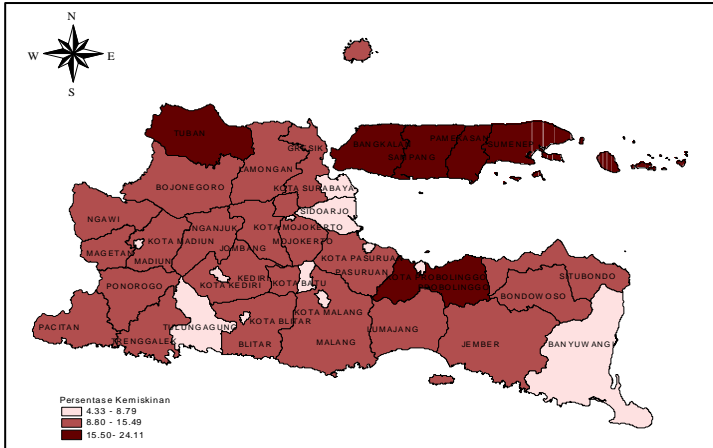 N
W E
S
TUBAN
BANGKALAN
PAMEKASAN
SUMENEP
SAMPANG
GRESIK
LAMONGAN
BOJONEGORO
KOTA SURABAYA
SIDOARJO
NGAWI
NGANJUK
KOTA MOJOKERTO
KOTA MADIUN
MOJOKERTO
JOMBANG
MAGETAN
MADIUN
KOTA PASURUAN
PASURUAN
KOTA PROBOLINGGO
PROBOLINGGO
SITUBONDO
BONDOWOSO
PONOROGO
KEDIRI
KOTA KEDIRI
KOTA BATU
KOTA MALANG
KOTA BLITAR
PACITAN
TULUNGAGUNG
TRENGGALEK
BLITAR
MALANG
LUMAJANG
JEMBER
BANYUWANGI
Persentase Kemiskinan
4.33 - 8.79
8.80 - 15.49
15.50- 24.11